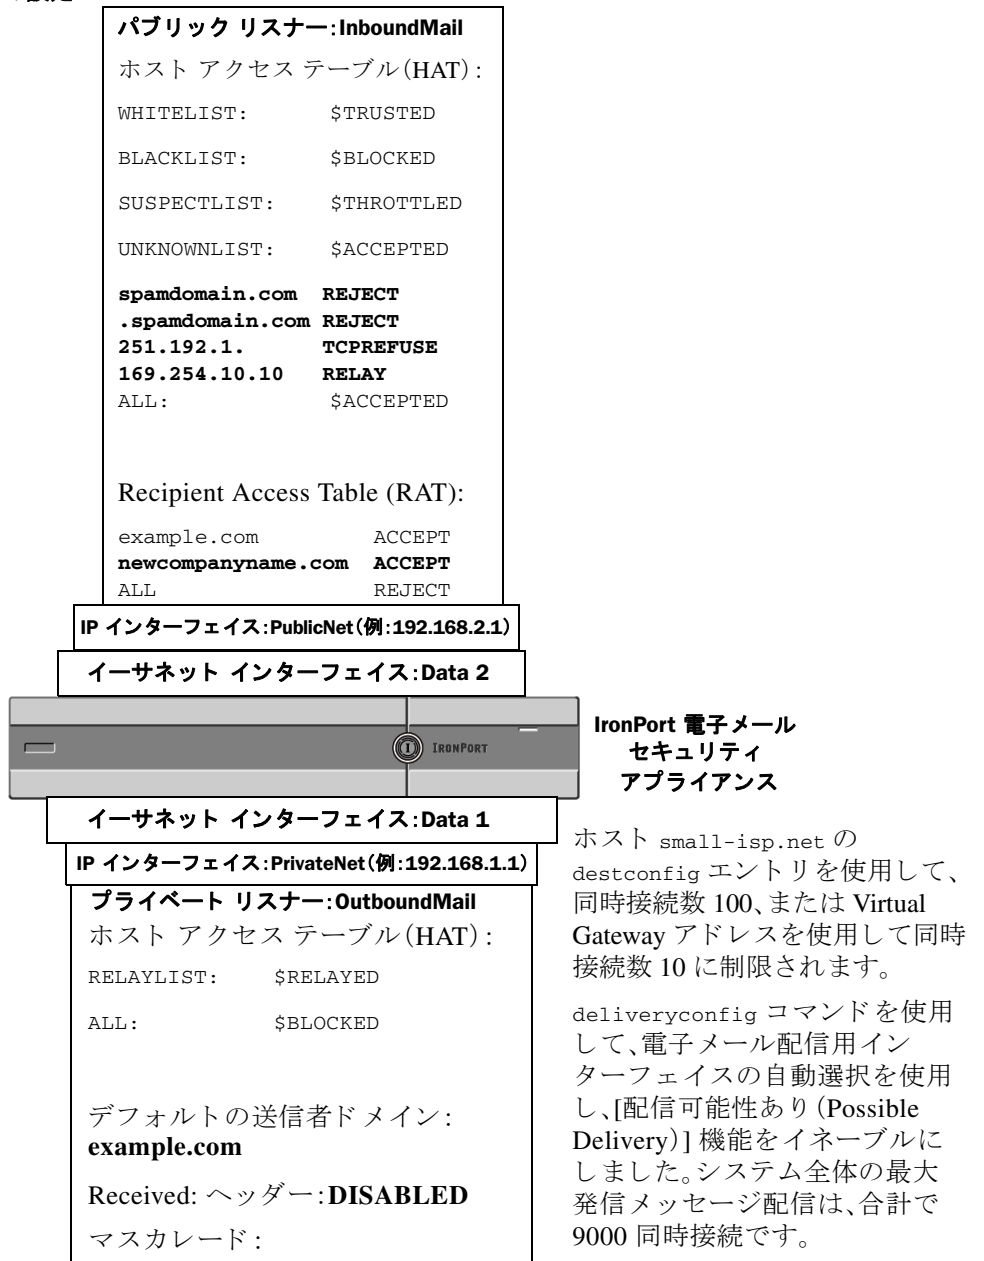 パブリック リスナー:InboundMail
ホスト アクセス テーブル(HAT):
WHITELIST: $TRUSTED
BLACKLIST: $BLOCKED
SUSPECTLIST: $THROTTLED
UNKNOWNLIST: $ACCEPTED
spamdomain.com REJECT
.spamdomain.com REJECT
251.192.1. TCPREFUSE
169.254.10.10 RELAY
ALL: $ACCEPTED
Recipient Access Table (RAT):
example.com ACCEPT
newcompanyname.com ACCEPT
ALL REJECT
IP インターフェイス:PublicNet(例:192.168.2.1)
イーサネット インターフェイス:Data 2
IRONPORT
IronPort 電子メール
セキュリティ
アプライアンス
イーサネット インターフェイス:Data 1
IP インターフェイス:PrivateNet(例:192.168.1.1)
プライベート リスナー:OutboundMail
ホスト アクセス テーブル(HAT):
RELAYLIST: $RELAYED
ALL: $BLOCKED
デフォルトの送信者ドメイン:
example.com
Received: ヘッダー:DISABLED
マスカレード:
ホスト small-isp.net の
destconfig エントリを使用して、
同時接続数 100、または Virtual
Gateway アドレスを使用して同時
接続数 10 に制限されます。
deliveryconfig コマンドを使用
して、電子メール配信用イン
ターフェイスの自動選択を使用
し、[配信可能性あり(Possible
Delivery)] 機能をイネーブルに
しました。システム全体の最大
発信メッセージ配信は、合計で
9000 同時接続です。